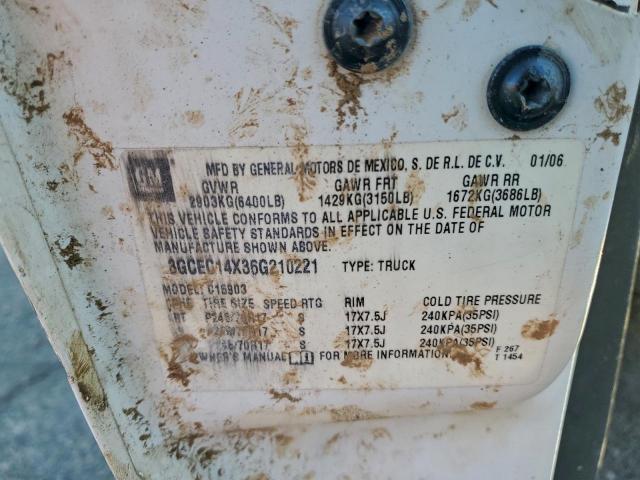 GM
MFD BY GENERAL MOTORS DE MEXICO, S. DE R.L. DE C.V. 01/06
GVWR GAWR FRT GAWR RR
2903KG(6400LB) 1429KG(3150LB) 1672KG(3686LB)
THIS VEHICLE CONFORMS TO ALL APPLICABLE U.S. FEDERAL MOTOR
VEHICLE SAFETY STANDARDS IN EFFECT ON THE DATE OF
MANUFACTURE SHOWN ABOVE.
3GCEC14X36G210221 TYPE: TRUCK
MODEL: C15903
TIRE SIZE SPEED RTG RIM COLD TIRE PRESSURE
FRT P245/70R17 S 17X7.5J 240KPA(35PSI)
S 17X7.5J 240KPA(35PSI)
S 17X7.5J 240KPA(35PSI)
OWNER'S MANUAL FOR MORE INFORMATION. F 267
T 1454